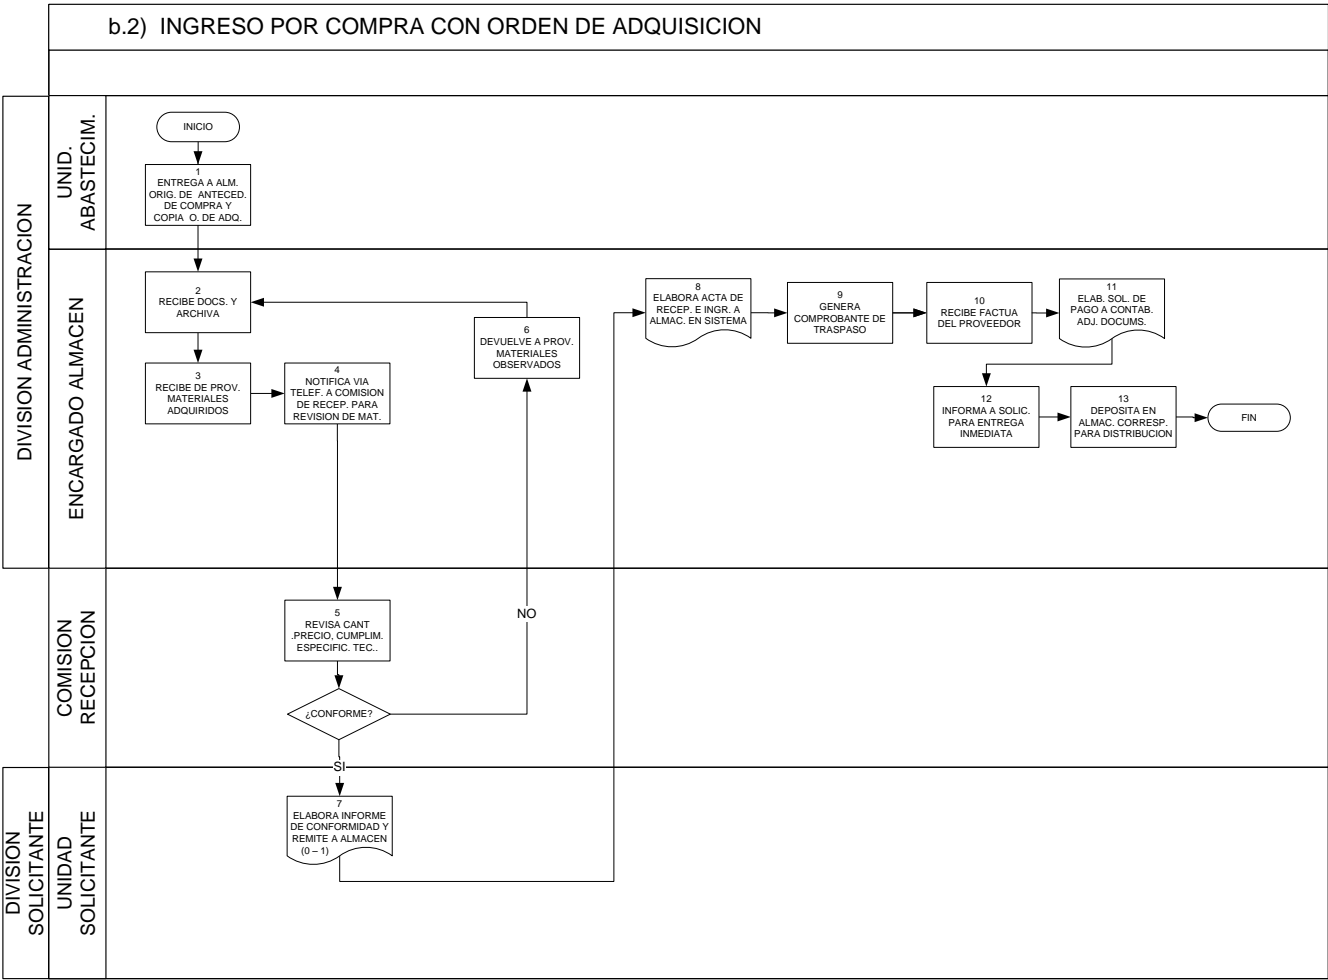 b.2) INGRESO POR COMPRA CON ORDEN DE ADQUISICION
DIVISION ADMINISTRACION
UNID.
ABASTECIM.
INICIO
1
ENTREGA A ALM.
ORIG. DE ANTECED.
DE COMPRA Y
COPIA O. DE ADQ.
ENCARGADO ALMACEN
2
RECIBE DOCS. Y
ARCHIVA
3
RECIBE DE PROV.
MATERIALES
ADQUIRIDOS
4
NOTIFICA VIA
TELEF. A COMISION
DE RECEP. PARA
REVISION DE MAT.
6
DEVUELVE A PROV.
MATERIALES
OBSERVADOS
8
ELABORA ACTA DE
RECEP. E INGR. A
ALMAC. EN SISTEMA
9
GENERA
COMPROBANTE DE
TRASPASO
10
RECIBE FACTUA
DEL PROVEEDOR
11
ELAB. SOL. DE
PAGO A CONTAB.
ADJ. DOCUMS.
12
INFORMA A SOLIC.
PARA ENTREGA
INMEDIATA
13
DEPOSITA EN
ALMAC. CORRESP.
PARA DISTRIBUCION
FIN
COMISION
RECEPCION
5
REVISA CANT
.PRECIO, CUMPLIM.
ESPECIFIC. TEC..
¿CONFORME?
NO
SI
DIVISION
SOLICITANTE
UNIDAD
SOLICITANTE
7
ELABORA INFORME
DE CONFORMIDAD Y
REMITE A ALMACEN
(0 – 1)